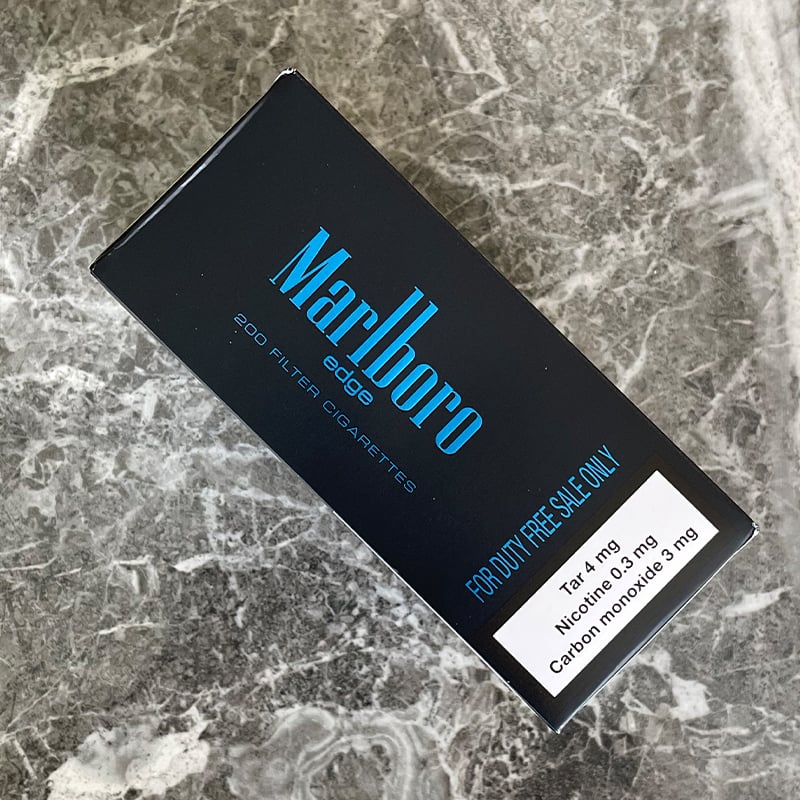 Marlboro
edge
200 FILTER CIGARETTES
FOR DUTY FREE SALE ONLY
Tar 4 mg
Nicotine 0.3 mg
Carbon monoxide 3 mg